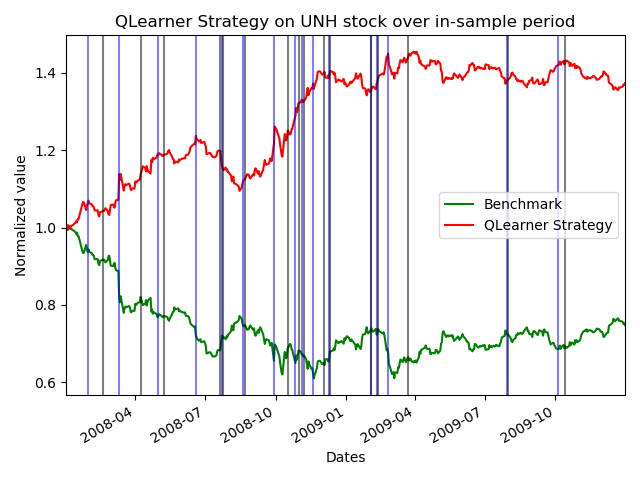 QLearner Strategy on UNH stock over in-sample period
Normalized value
1.4
1.2
1.0
0.8
0.6
Benchmark
QLearner Strategy
2008-04
2008-07
2008-10
2009-01
2009-04
2009-07
2009-10
Dates